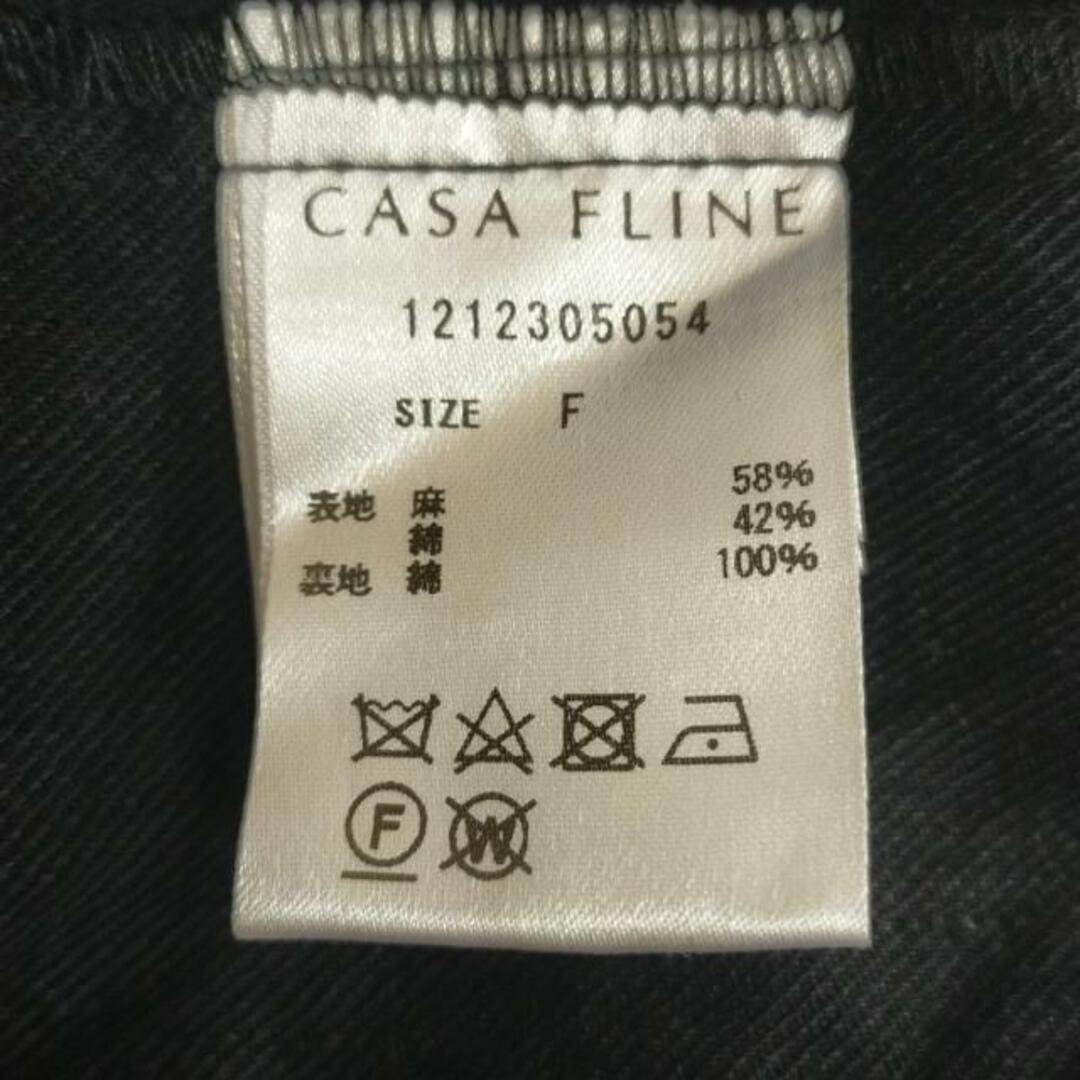 CASA FLINE
1212305054
SIZE F
表地 麻 58%
綿 42%
裏地 綿 100%
F W